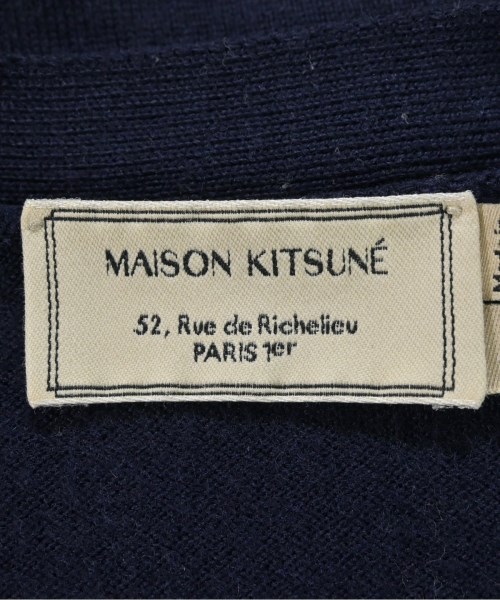 MAISON KITSUNÉ
52, Rue de Richelieu
PARIS 1er